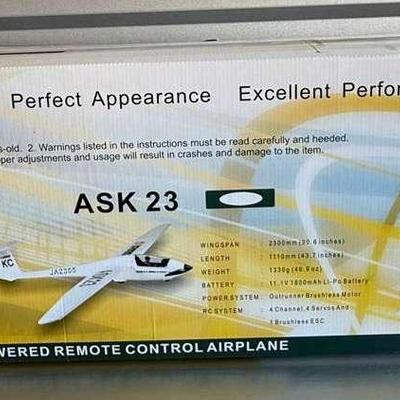 Perfect Appearance Excellent Perfor
s-old. 2. Warnings listed in the instructions must be read carefully and heeded.
per adjustments and usage will result in crashes and damage to the item.
ASK 23
WINGSPAN : 2300mm (90.6 inches)
LENGTH : 1110mm (43.7 inches)
WEIGHT : 1330g (46.9oz)
BATTERY : 11.1V 1800mAh Li-Po Battery
POWER SYSTEM : Outrunner Brushless Motor
RC SYSTEM : 4 Channel, 4 Servos And
1 Brushless ESC
KC
JA2355
WERED REMOTE CONTROL AIRPLANE